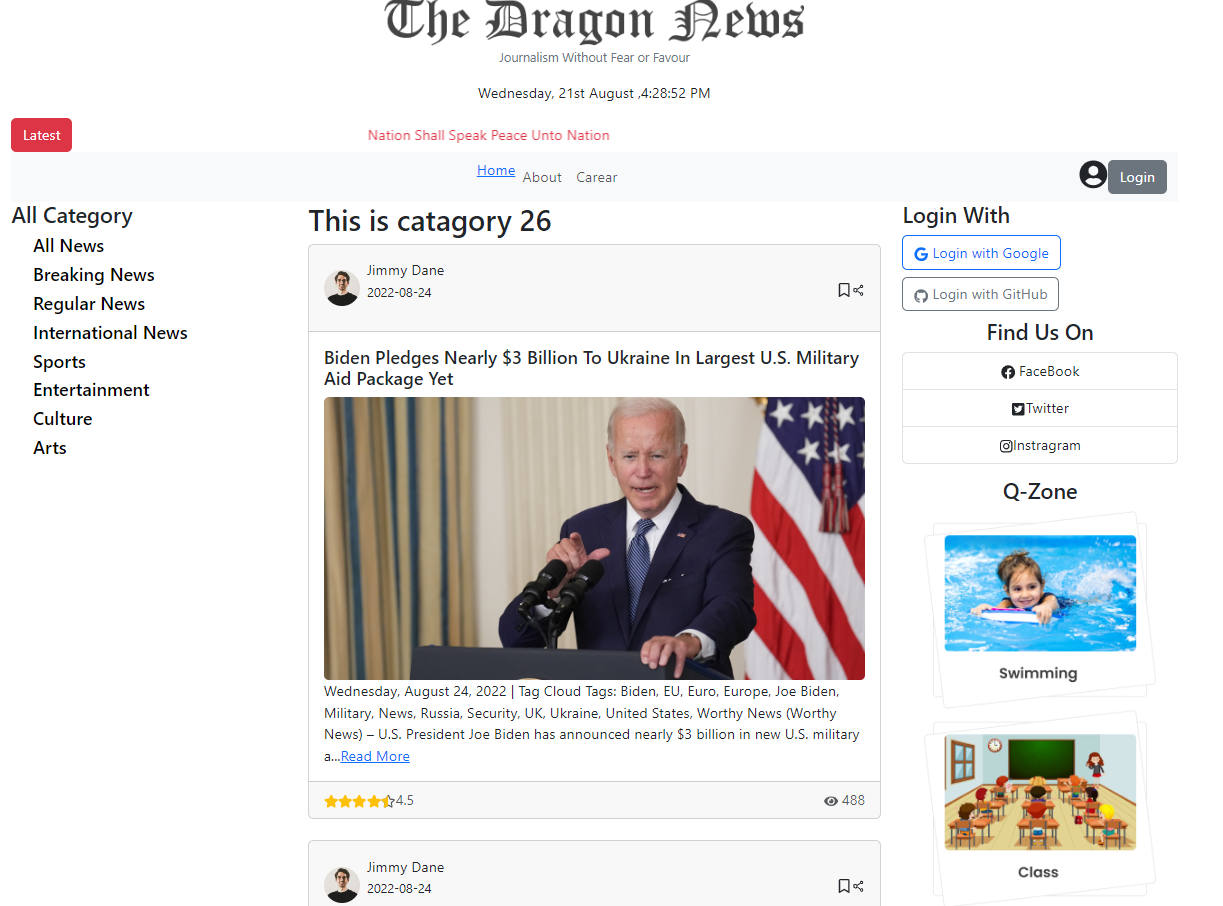 The Dragon News
Journalism Without Fear or Favour
Wednesday, 21st August ,4:28:52 PM
Latest
Nation Shall Speak Peace Unto Nation
Home
About
Carear
Login
All Category
All News
Breaking News
Regular News
International News
Sports
Entertainment
Culture
Arts
This is catagory 26
Jimmy Dane
2022-08-24
Biden Pledges Nearly $3 Billion To Ukraine In Largest U.S. Military
Aid Package Yet
Wednesday, August 24, 2022 | Tag Cloud Tags: Biden, EU, Euro, Europe, Joe Biden,
Military, News, Russia, Security, UK, Ukraine, United States, Worthy News (Worthy
News) – U.S. President Joe Biden has announced nearly $3 billion in new U.S. military
a...Read More
4.5
488
Jimmy Dane
2022-08-24
Login With
Login with Google
Login with GitHub
Find Us On
FaceBook
Twitter
Instragram
Q-Zone
Swimming
Class